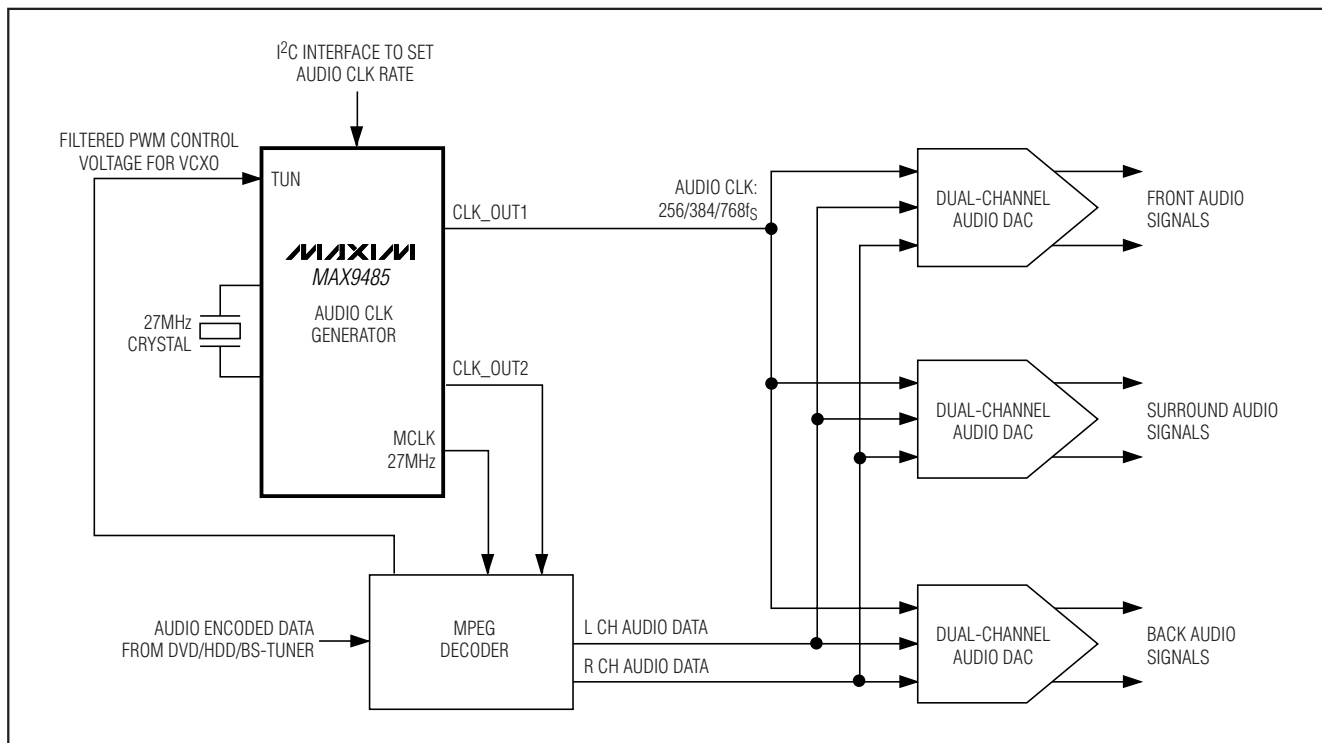 I2C INTERFACE TO SET
AUDIO CLK RATE
FILTERED PWM CONTROL
VOLTAGE FOR VCXO
TUN
CLK_OUT1
AUDIO CLK:
256/384/768fS
MAXIM
MAX9485
AUDIO CLK
GENERATOR
27MHz
CRYSTAL
CLK_OUT2
MCLK
27MHz
DUAL-CHANNEL
AUDIO DAC
FRONT AUDIO
SIGNALS
DUAL-CHANNEL
AUDIO DAC
SURROUND AUDIO
SIGNALS
AUDIO ENCODED DATA
FROM DVD/HDD/BS-TUNER
MPEG
DECODER
L CH AUDIO DATA
R CH AUDIO DATA
DUAL-CHANNEL
AUDIO DAC
BACK AUDIO
SIGNALS